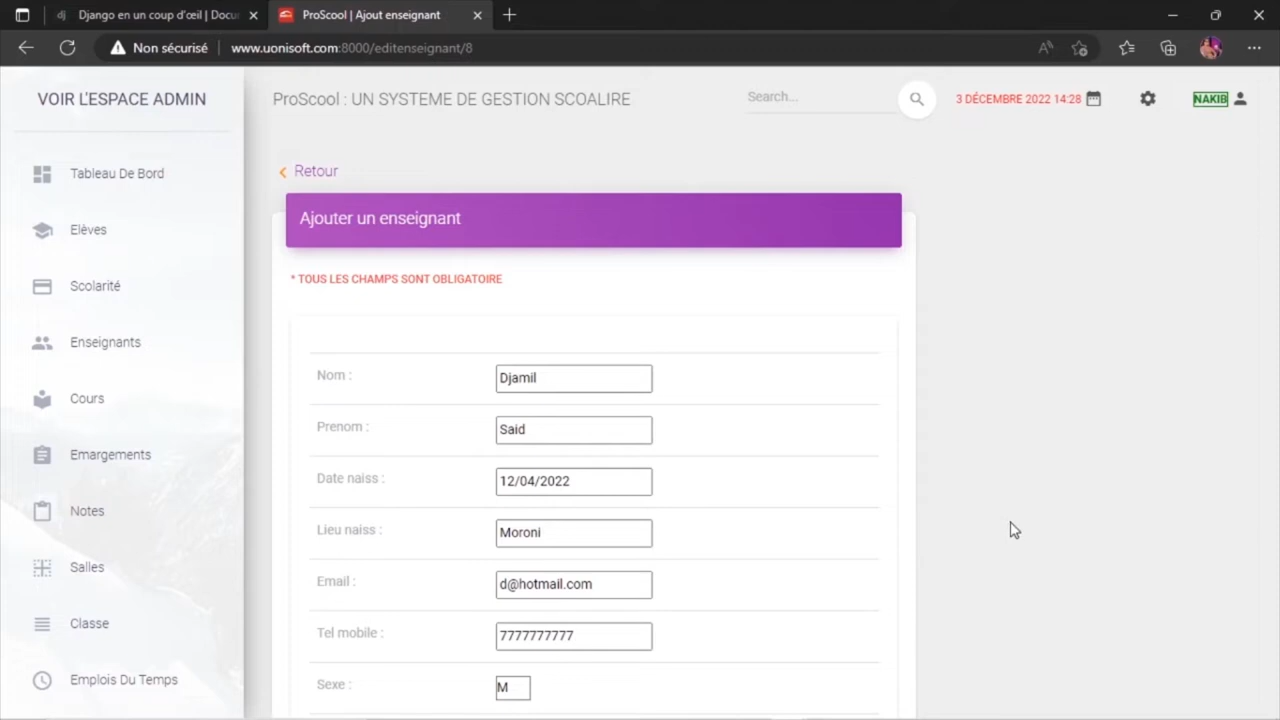 Django en un coup d'œil | Docu
ProScool | Ajout enseignant
Non sécurisé
www.uonisoft.com:8000/editenseignant/8
VOIR L'ESPACE ADMIN
ProScool : UN SYSTEME DE GESTION SCOALIRE
Search...
3 DÉCEMBRE 2022 14:28
NAKIB
Tableau De Bord
Elèves
Scolarité
Enseignants
Cours
Emargements
Notes
Salles
Classe
Emplois Du Temps
Retour
Ajouter un enseignant
* TOUS LES CHAMPS SONT OBLIGATOIRE
Nom : Djamil
Prenom : Said
Date naiss : 12/04/2022
Lieu naiss : Moroni
Email : d@hotmail.com
Tel mobile : 7777777777
Sexe : M